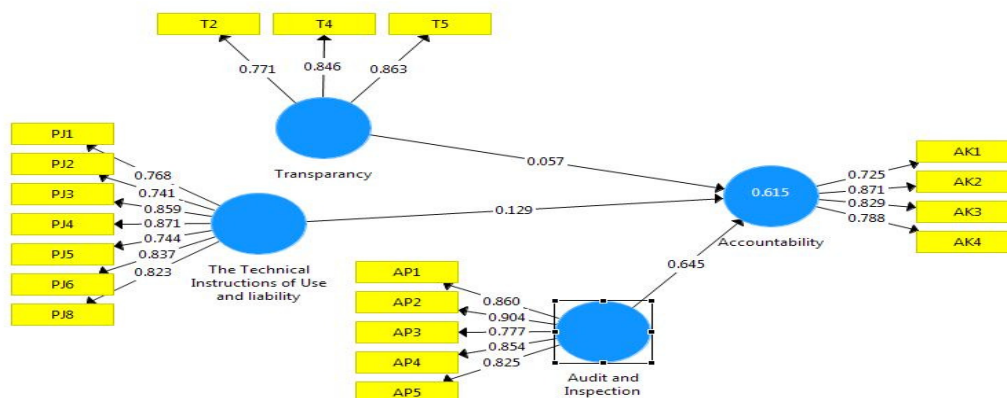 T2 T4 T5
0.771 0.846 0.863
Transparancy
PJ1
PJ2
PJ3
PJ4
PJ5
PJ6
PJ8
0.768
0.741
0.859
0.871
0.744
0.837
0.823
The Technical
Instructions of Use
and liability
0.057
0.129
0.645
AP1
AP2
AP3
AP4
AP5
0.860
0.904
0.777
0.854
0.825
Audit and
Inspection
0.615
Accountability
0.725
0.871
0.829
0.788
AK1
AK2
AK3
AK4